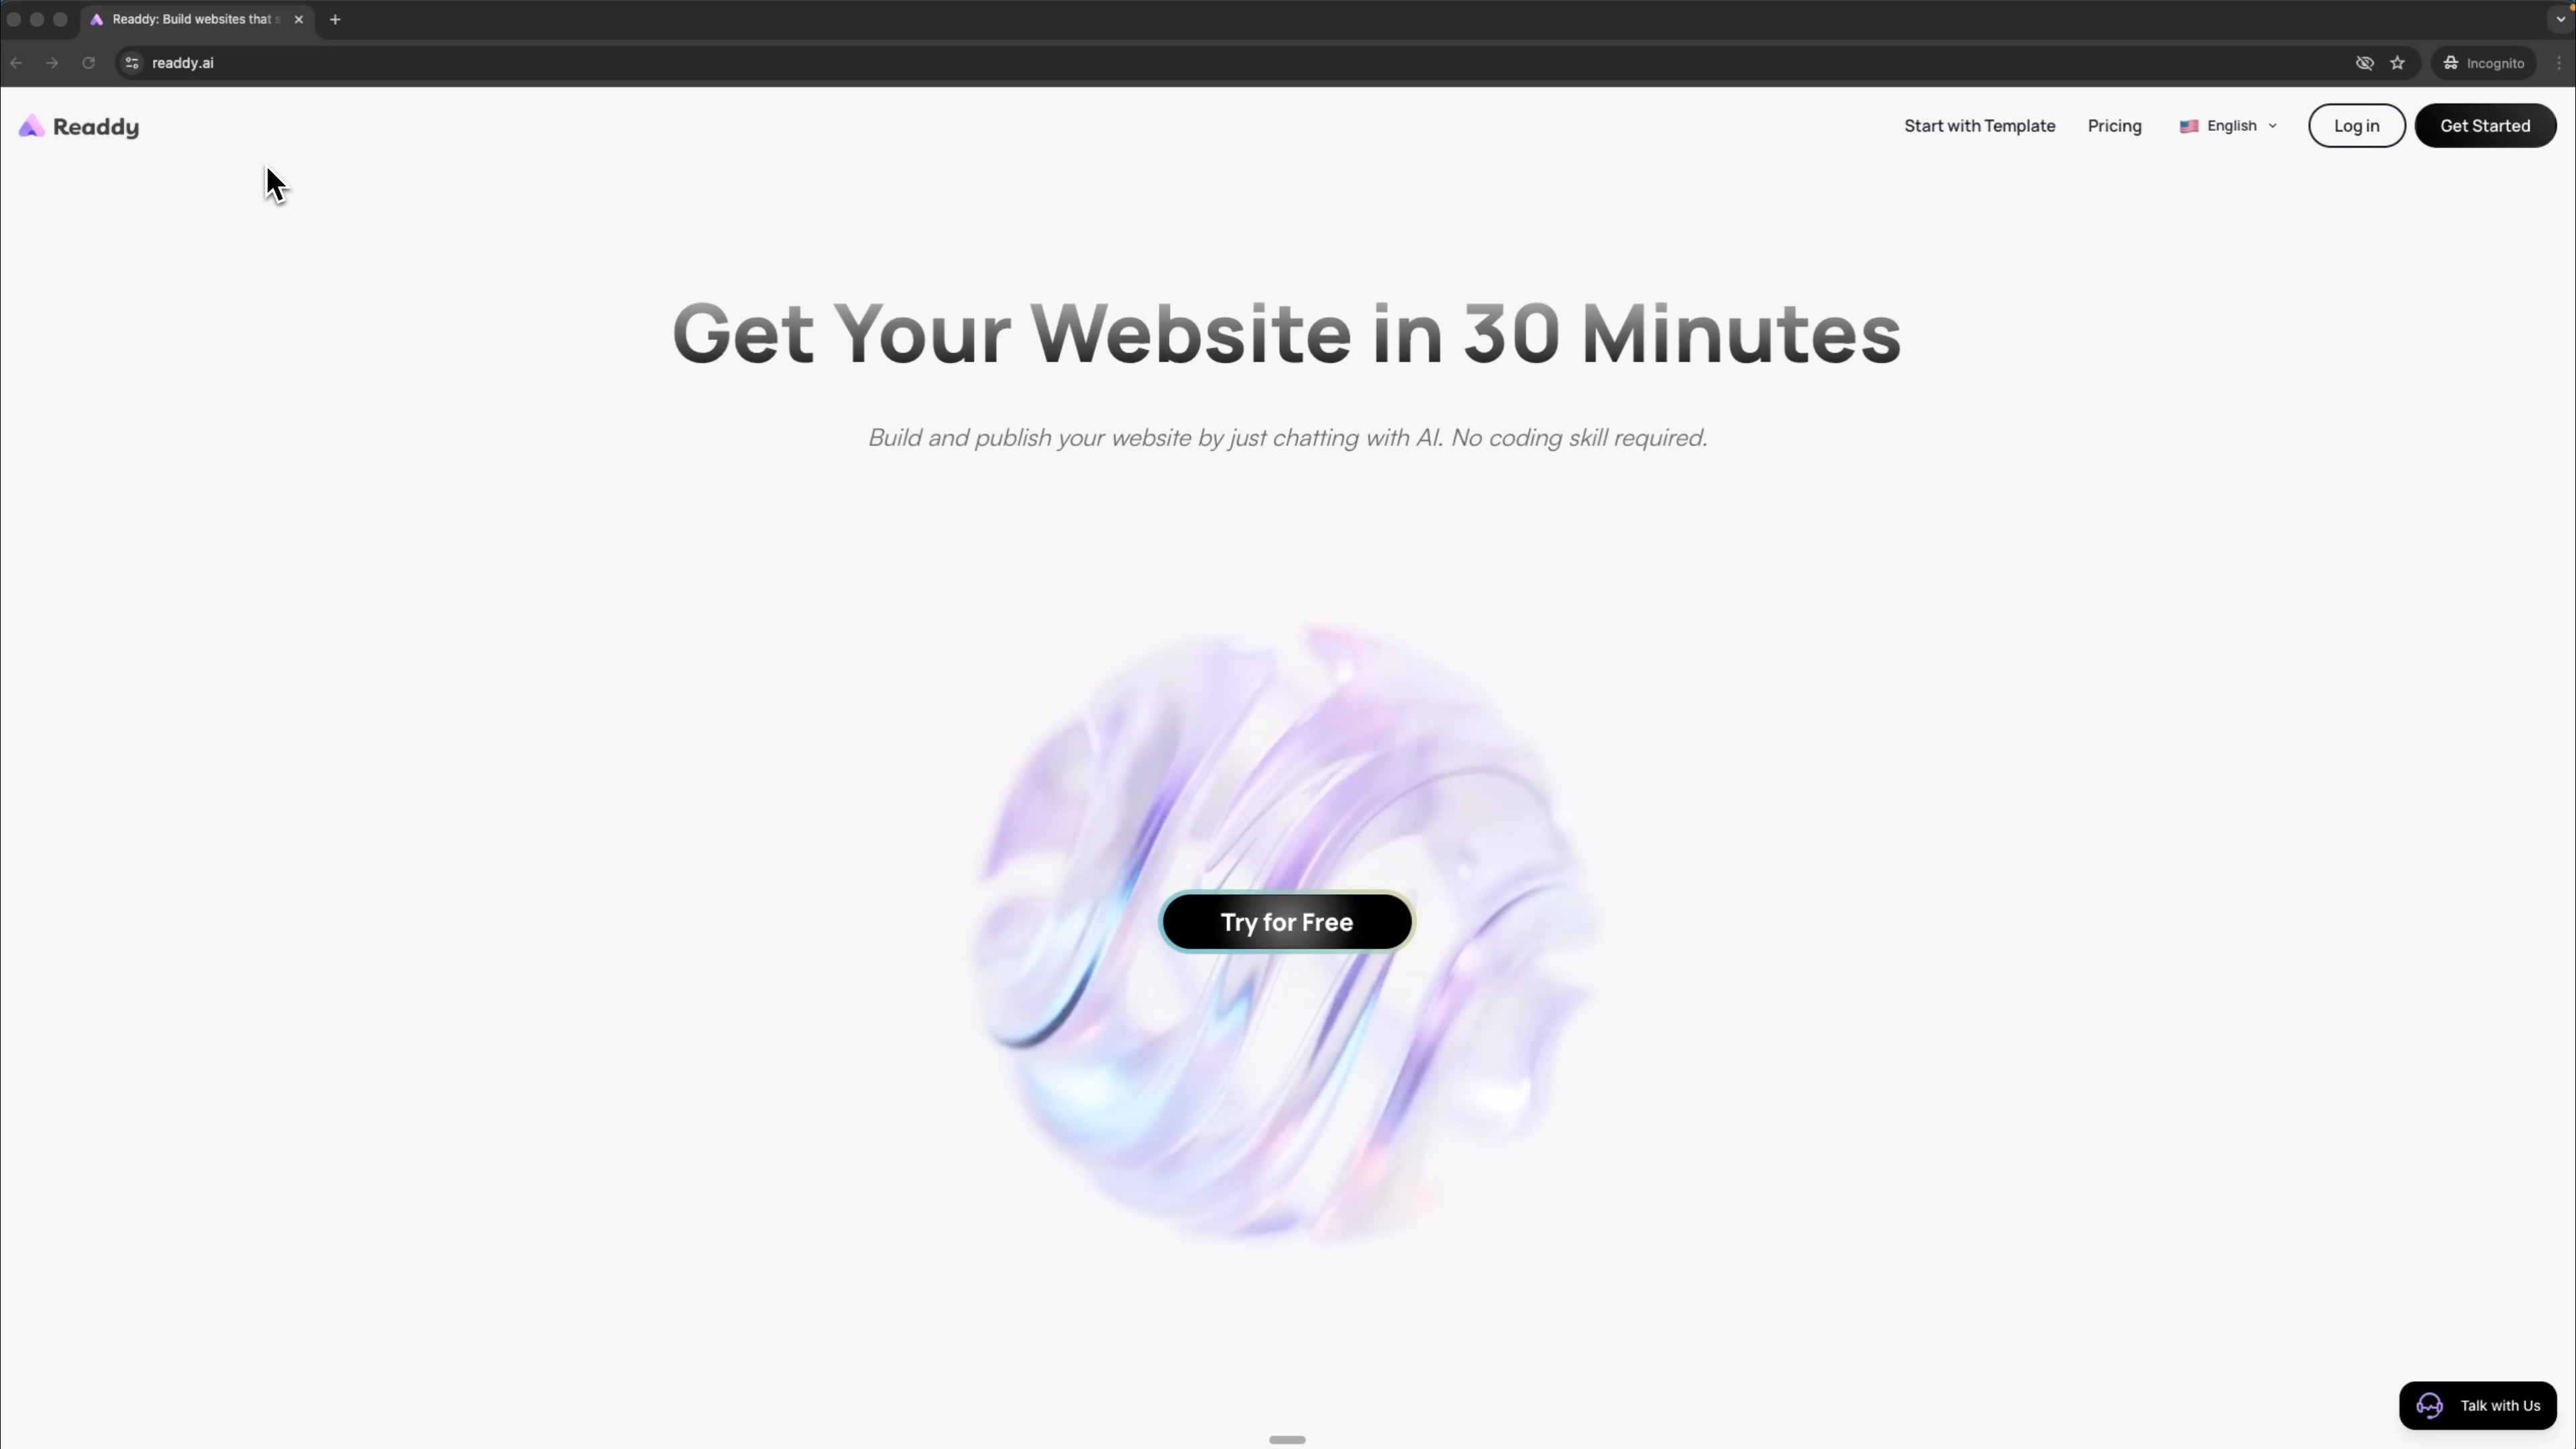 Readdy: Build websites that
readdy.ai
Incognito
Readdy
Start with Template
Pricing
English
Log in
Get Started
Get Your Website in 30 Minutes
Build and publish your website by just chatting with AI. No coding skill required.
Try for Free
Talk with Us